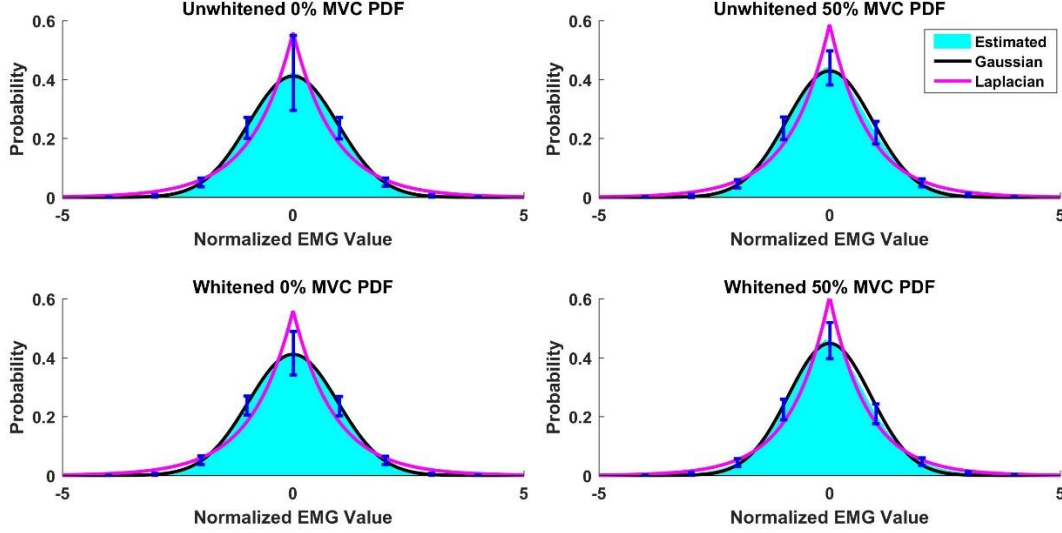 Unwhitened 0% MVC PDF
0.6
0.4
0.2
0
Probability
-5
0
5
Normalized EMG Value
Unwhitened 50% MVC PDF
Estimated
Gaussian
Laplacian
0.6
0.4
0.2
0
Probability
-5
0
5
Normalized EMG Value
Whitened 0% MVC PDF
0.6
0.4
0.2
0
Probability
-5
0
5
Normalized EMG Value
Whitened 50% MVC PDF
0.6
0.4
0.2
0
Probability
-5
0
5
Normalized EMG Value